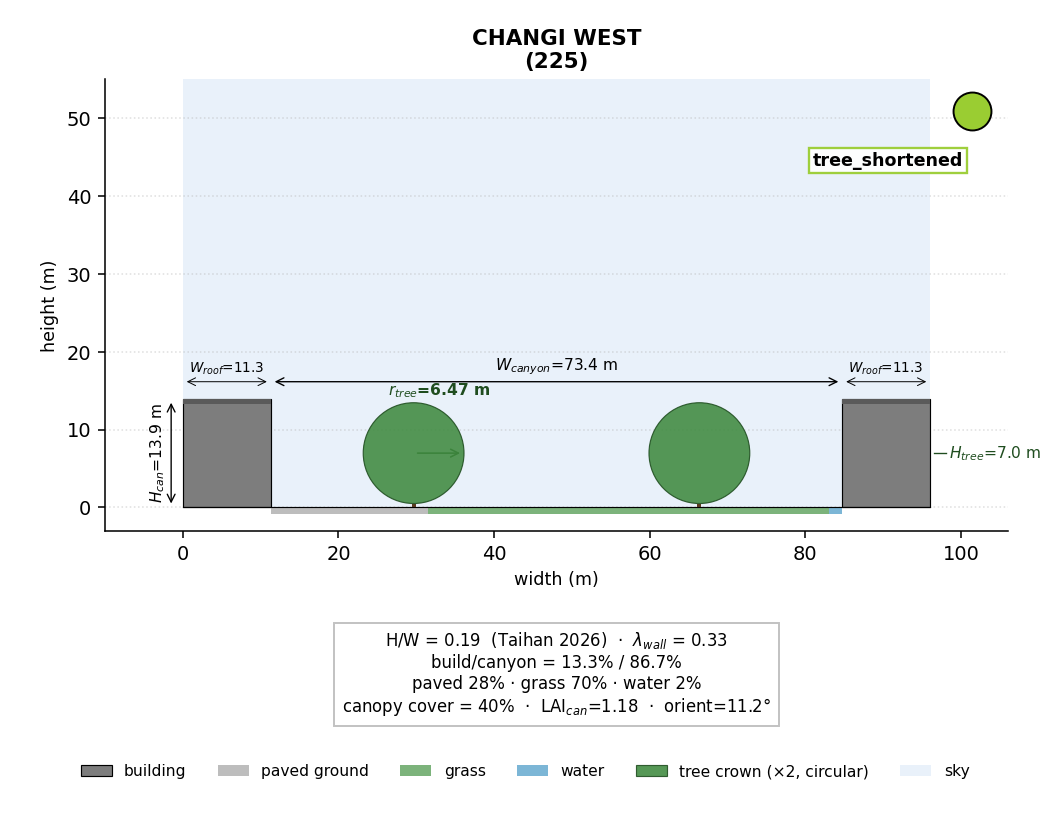 CHANGI WEST
(225)
50
tree_shortened
40
height (m)
30
20
W_roof=11.3
W_canyon=73.4 m
W_roof=11.3
r_tree=6.47 m
H_can=13.9 m
10
H_tree=7.0 m
0
0 20 40 60 80 100
width (m)
H/W = 0.19 (Taihan 2026) · λ_wall = 0.33
build/canyon = 13.3% / 86.7%
paved 28% · grass 70% · water 2%
canopy cover = 40% · LAI_can=1.18 · orient=11.2°
building paved ground grass water tree crown (×2, circular) sky